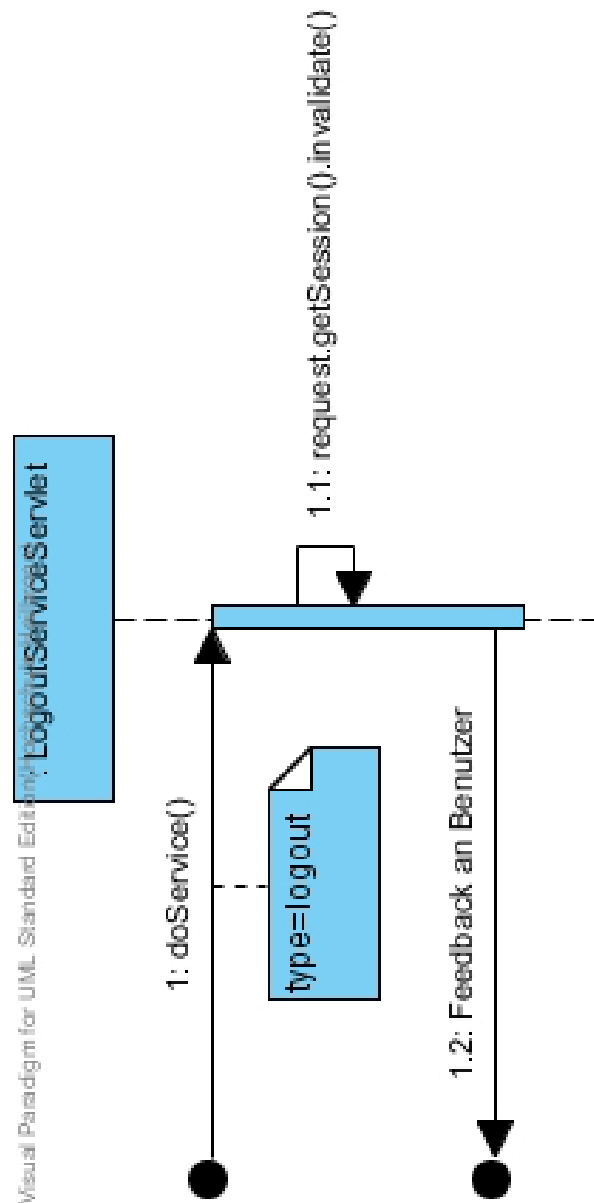 Visual Paradigm for UML Standard Edition
: LogoutServiceServlet
1: doService()
type=logout
1.1: request.getSession().invalidate()
1.2: Feedback an Benutzer